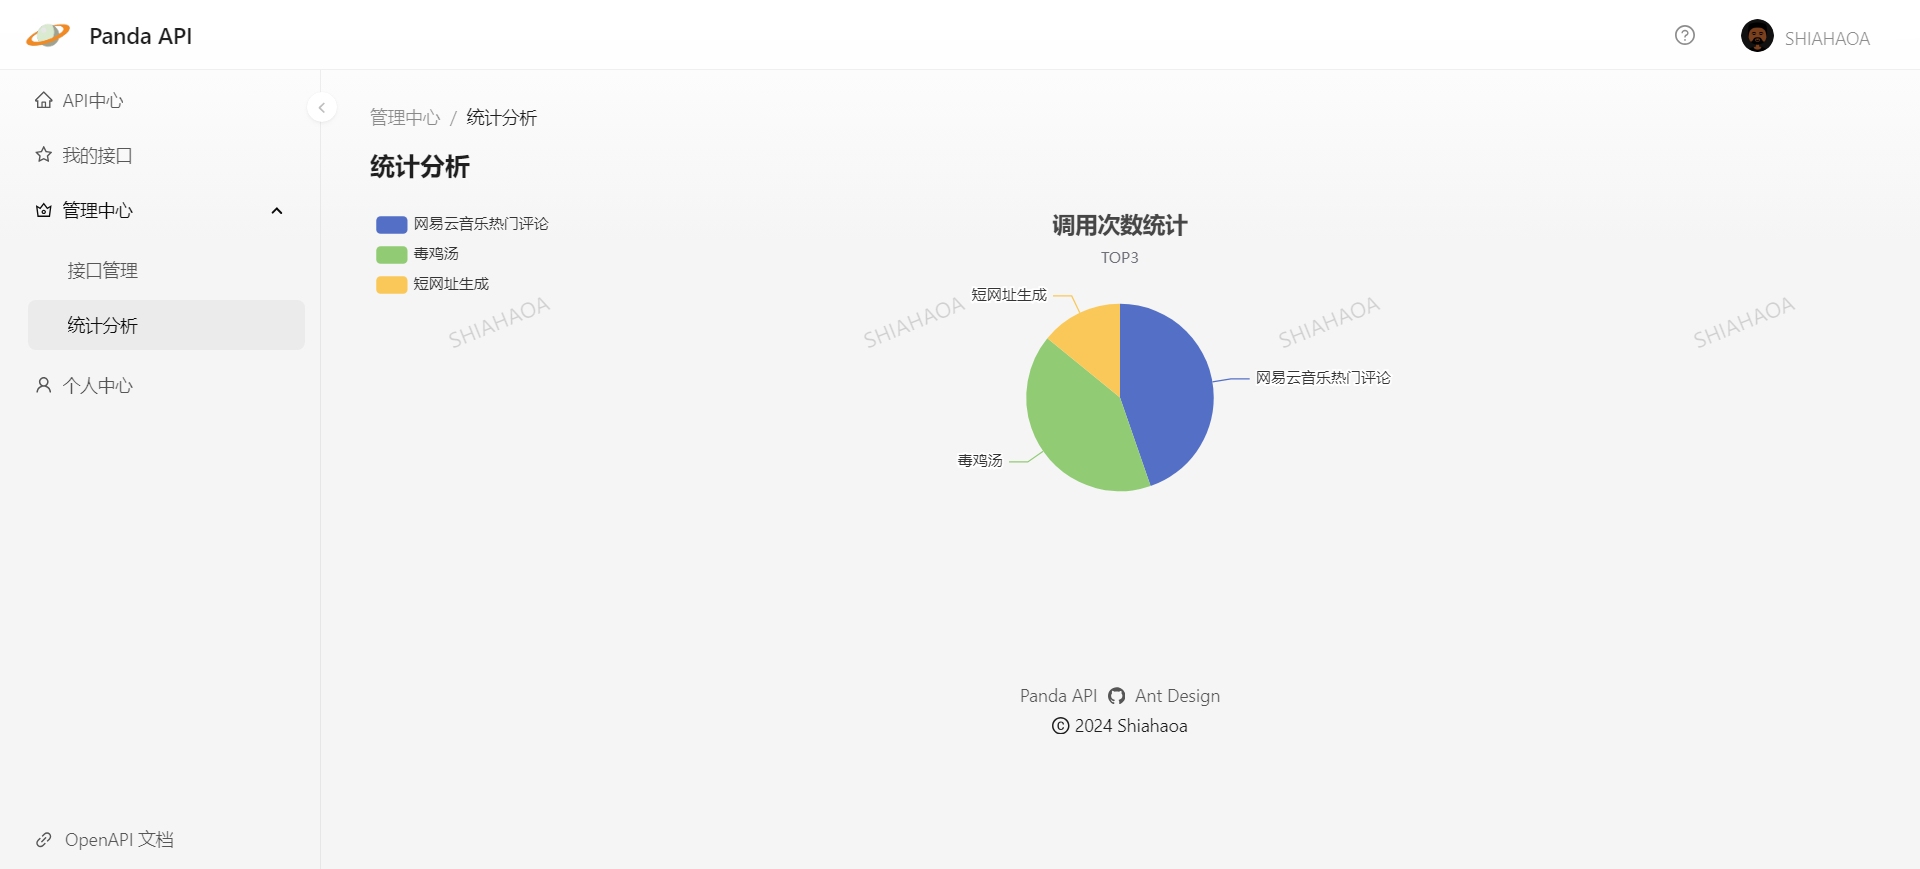 Panda API
SHIAHAOA
API中心
我的接口
管理中心
接口管理
统计分析
个人中心
OpenAPI 文档
管理中心 / 统计分析
统计分析
网易云音乐热门评论
毒鸡汤
短网址生成
调用次数统计
TOP3
短网址生成
网易云音乐热门评论
毒鸡汤
SHIAHAOA
SHIAHAOA
SHIAHAOA
SHIAHAOA
Panda API Ant Design
© 2024 Shiahaoa